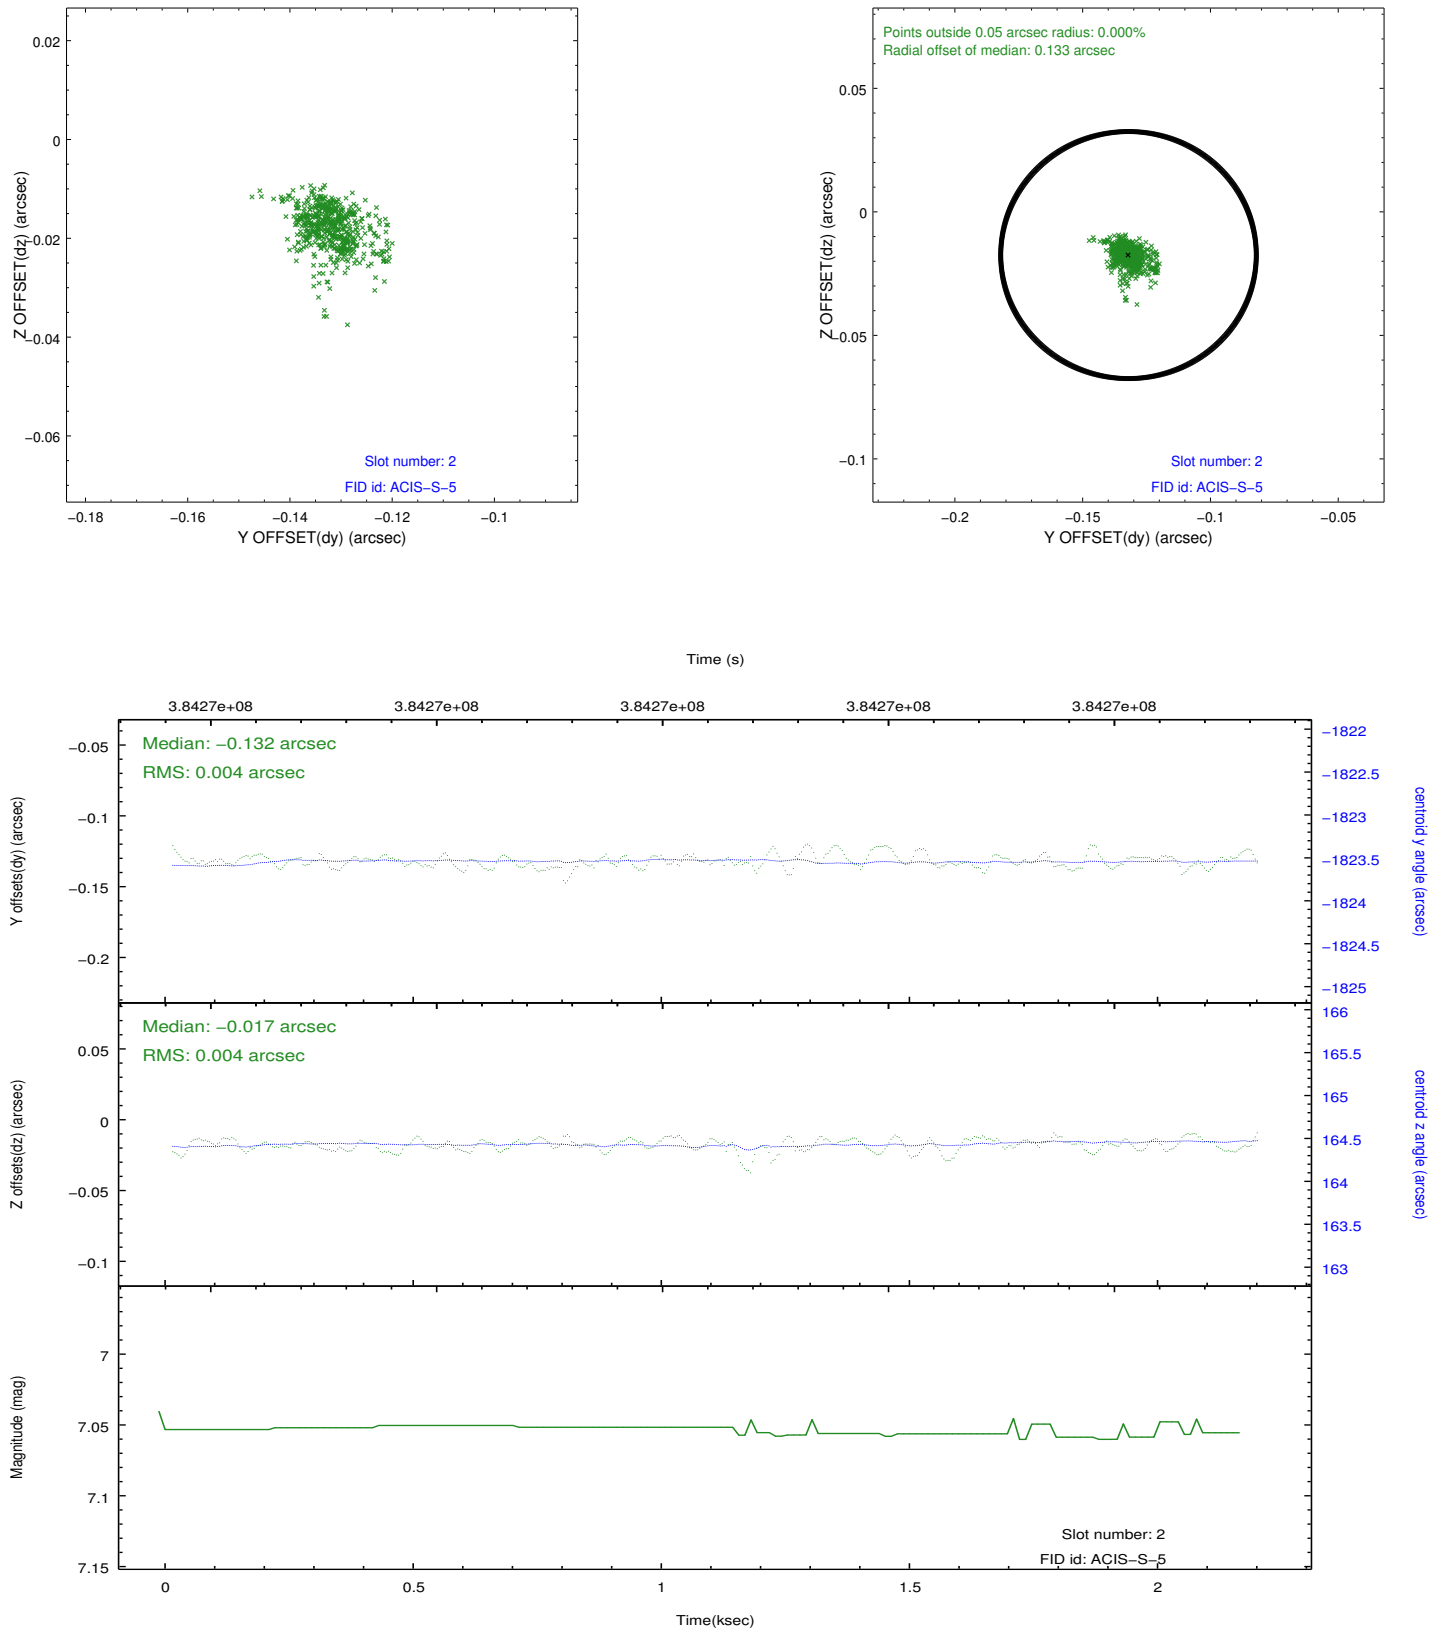 0.02
0
−0.02
−0.04
−0.06
Z OFFSET(dz) (arcsec)
Slot number: 2
FID id: ACIS−S−5
−0.18
−0.16
−0.14
−0.12
−0.1
Y OFFSET(dy) (arcsec)
Points outside 0.05 arcsec radius: 0.000%
Radial offset of median: 0.133 arcsec
0.05
0
−0.05
−0.1
Z OFFSET(dz) (arcsec)
Slot number: 2
FID id: ACIS−S−5
−0.2
−0.15
−0.1
−0.05
Y OFFSET(dy) (arcsec)
Time (s)
3.8427e+08
3.8427e+08
3.8427e+08
3.8427e+08
3.8427e+08
Median: −0.132 arcsec
RMS: 0.004 arcsec
−0.05
−0.1
−0.15
−0.2
Y offsets(dy) (arcsec)
−1822
−1822.5
−1823
−1823.5
−1824
−1824.5
−1825
centroid y angle (arcsec)
Median: −0.017 arcsec
RMS: 0.004 arcsec
0.05
0
−0.05
−0.1
Z offsets(dz) (arcsec)
166
165.5
165
164.5
164
163.5
163
centroid z angle (arcsec)
7
7.05
7.1
7.15
Magnitude (mag)
Slot number: 2
FID id: ACIS−S−5
0
0.5
1
1.5
2
Time(ksec)